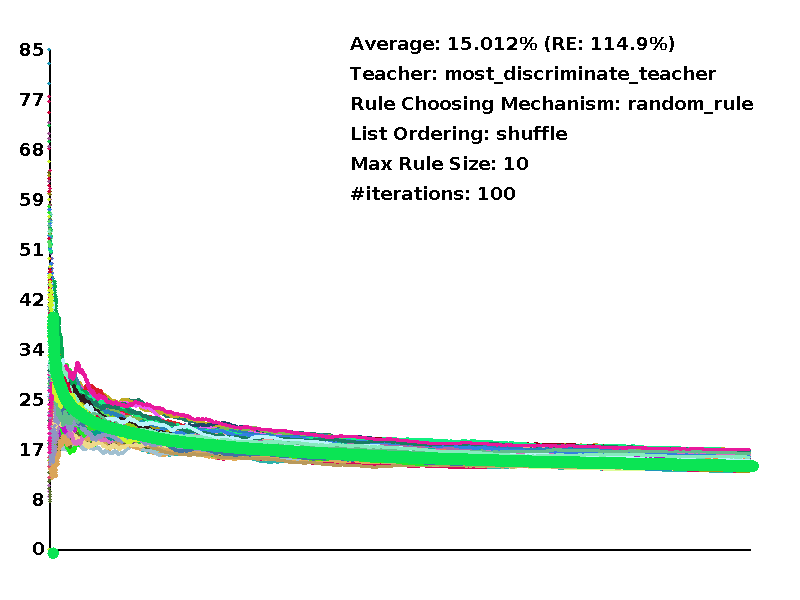 Average: 15.012% (RE: 114.9%)
Teacher: most_discriminate_teacher
Rule Choosing Mechanism: random_rule
List Ordering: shuffle
Max Rule Size: 10
#iterations: 100
85
77
68
59
51
42
34
25
17
8
0